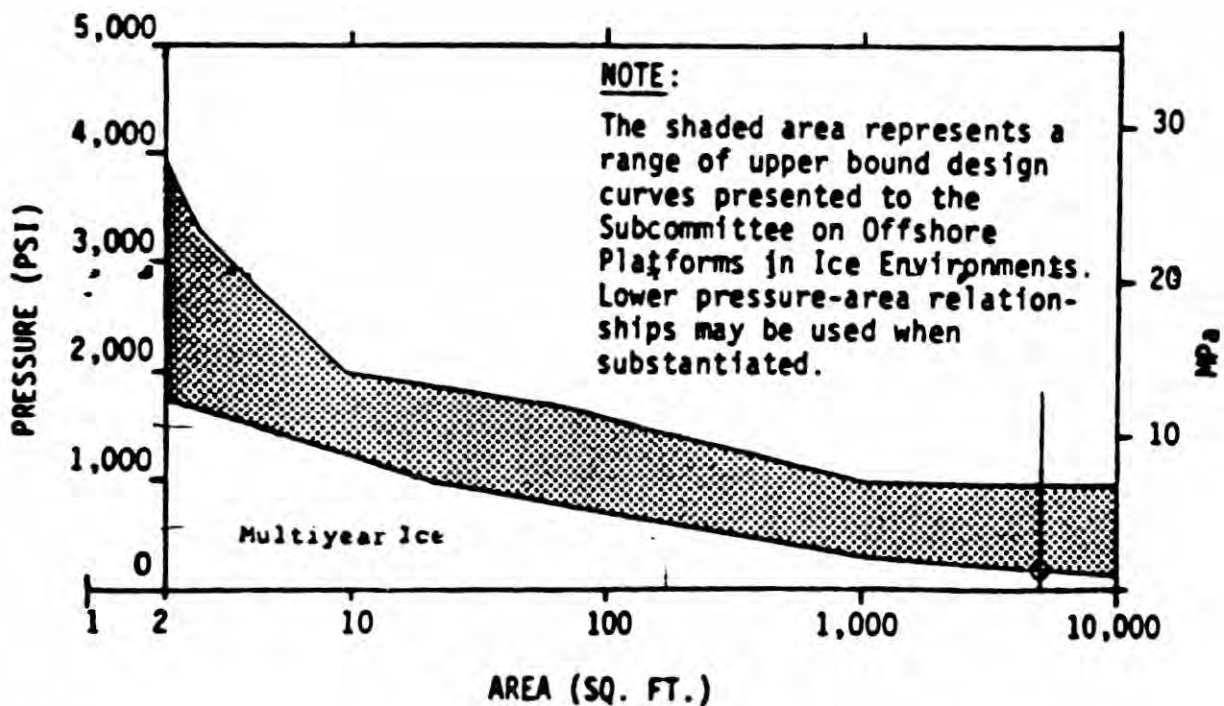 5,000
4,000
3,000
2,000
1,000
0
PRESSURE (PSI)
NOTE:
The shaded area represents a
range of upper bound design
curves presented to the
Subcommittee on Offshore
Platforms in Ice Environments.
Lower pressure-area relation-
ships may be used when
substantiated.
30
20
10
MPa
Multiyear Ice
1 2 10 100 1,000 10,000
AREA (SQ. FT.)